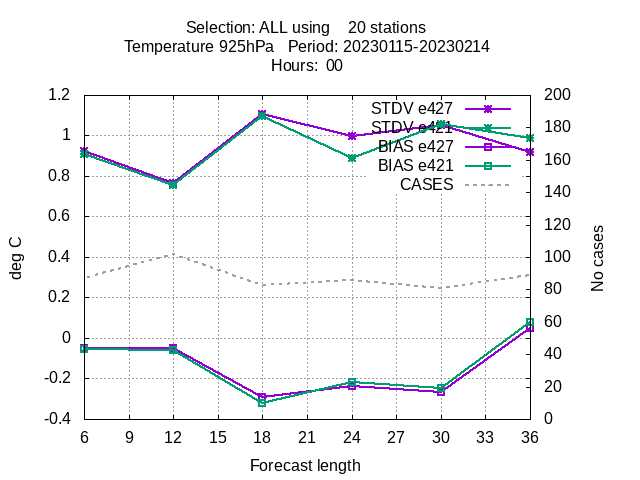 Selection: ALL using    20 stations
Temperature 925hPa   Period: 20230115-20230214
Hours:  00
STDV e427
STDV e421
BIAS e427
BIAS e421
CASES
1.2
1
0.8
0.6
0.4
0.2
0
-0.2
-0.4
deg C
200
180
160
140
120
100
80
60
40
20
0
No cases
6 9 12 15 18 21 24 27 30 33 36
Forecast length